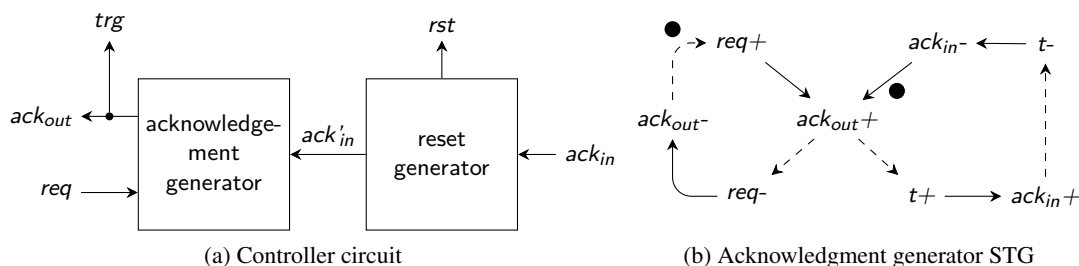 trg
rst
ack_out
acknowledge-
ment
generator
req
ack'_in
reset
generator
ack_in
(a) Controller circuit
req+
ack_in-
t-
ack_out-
ack_out+
req-
t+
ack_in+
(b) Acknowledgment generator STG